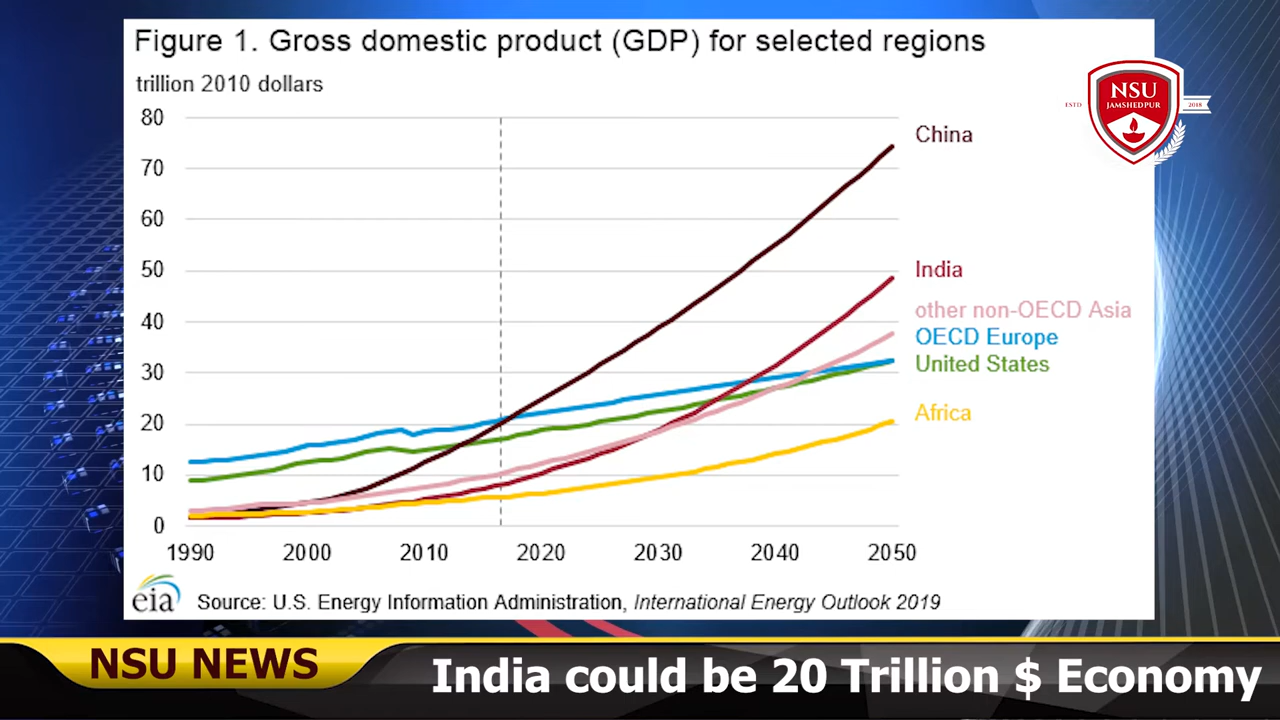 Figure 1. Gross domestic product (GDP) for selected regions
trillion 2010 dollars
80
70
60
50
40
30
20
10
0
1990 2000 2010 2020 2030 2040 2050
China
India
other non-OECD Asia
OECD Europe
United States
Africa
eia
Source: U.S. Energy Information Administration, International Energy Outlook 2019
ESTD
NSU
JAMSHEDPUR
2018
NSU NEWS
India could be 20 Trillion $ Economy